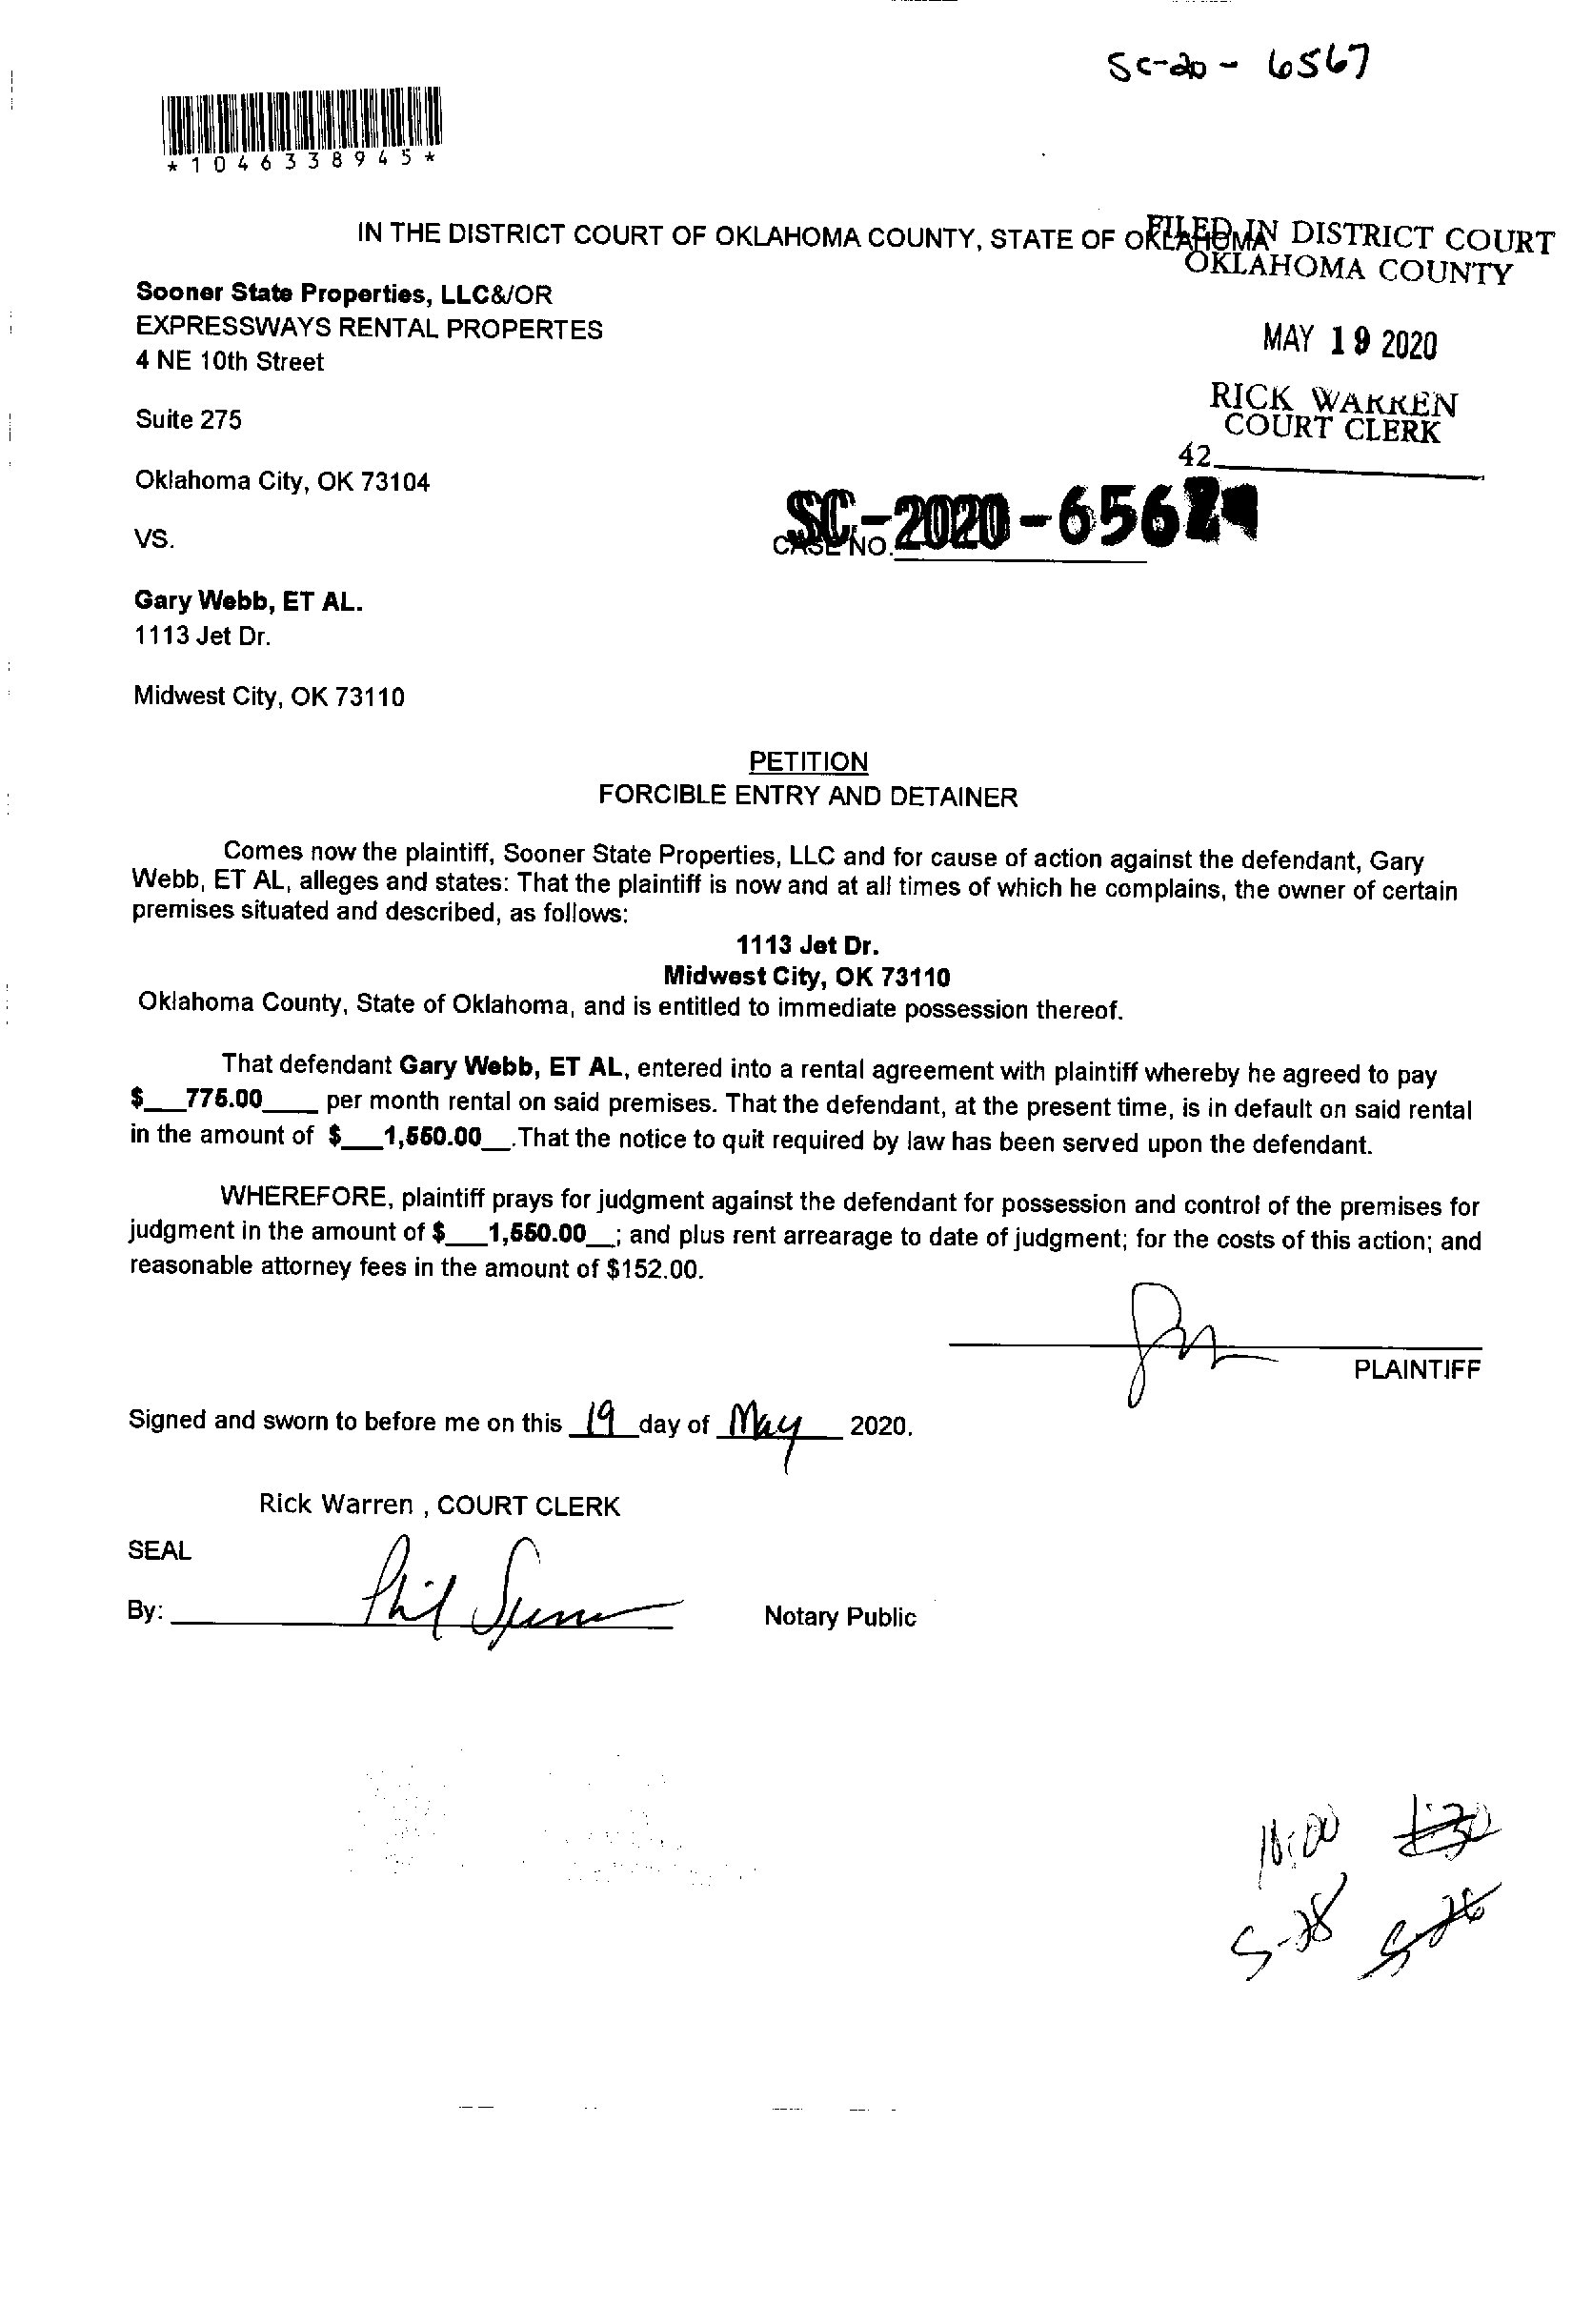 SC-20 - 6567
*1046338945*
IN THE DISTRICT COURT OF OKLAHOMA COUNTY, STATE OF OKLAHOMA
FILED IN DISTRICT COURT
OKLAHOMA COUNTY
Sooner State Properties, LLC&/OR
EXPRESSWAYS RENTAL PROPERTES
MAY 19 2020
4 NE 10th Street
RICK WARREN
COURT CLERK
Suite 275
42
Oklahoma City, OK 73104
SC-2020-656
CASE NO.
VS.
Gary Webb, ET AL.
1113 Jet Dr.
Midwest City, OK 73110
PETITION
FORCIBLE ENTRY AND DETAINER
Comes now the plaintiff, Sooner State Properties, LLC and for cause of action against the defendant, Gary
Webb, ET AL, alleges and states: That the plaintiff is now and at all times of which he complains, the owner of certain
premises situated and described, as follows:
1113 Jet Dr.
Midwest City, OK 73110
Oklahoma County, State of Oklahoma, and is entitled to immediate possession thereof.
That defendant Gary Webb, ET AL, entered into a rental agreement with plaintiff whereby he agreed to pay
$__775.00___ per month rental on said premises. That the defendant, at the present time, is in default on said rental
in the amount of $__1,550.00__.That the notice to quit required by law has been served upon the defendant.
WHEREFORE, plaintiff prays for judgment against the defendant for possession and control of the premises for
judgment in the amount of $__1,550.00__; and plus rent arrearage to date of judgment; for the costs of this action; and
reasonable attorney fees in the amount of $152.00.
PLAINTIFF
Signed and sworn to before me on this 19 day of May 2020.
Rick Warren , COURT CLERK
SEAL
By: Notary Public
1:30
5-28 5-26